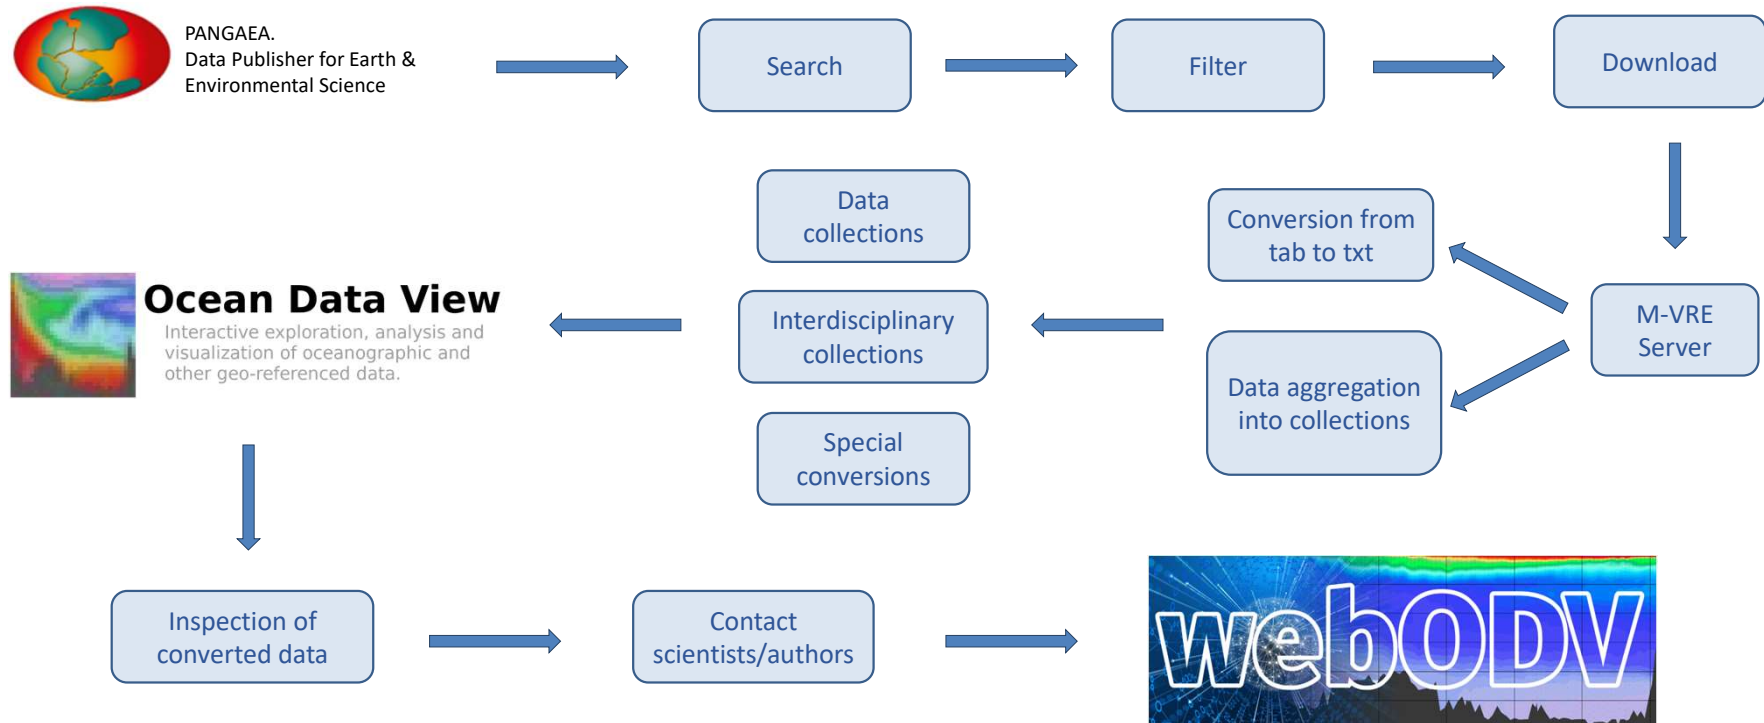 PANGAEA.
Data Publisher for Earth &
Environmental Science
Search
Filter
Download
Data
collections
Conversion from
tab to txt
Ocean Data View
Interactive exploration, analysis and
visualization of oceanographic and
other geo-referenced data.
Interdisciplinary
collections
M-VRE
Server
Data aggregation
into collections
Special
conversions
Inspection of
converted data
Contact
scientists/authors
webODV